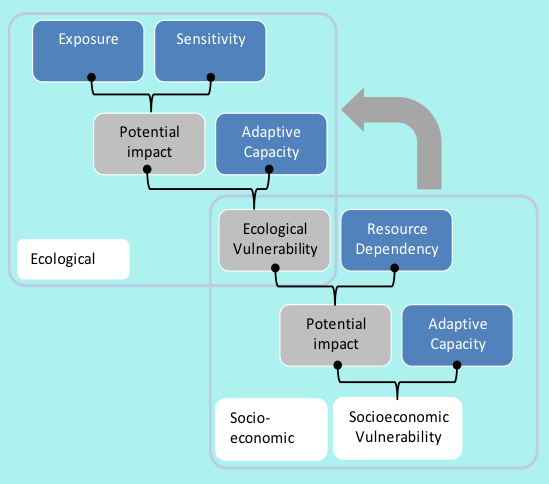 Exposure
Sensitivity
Potential
impact
Adaptive
Capacity
Ecological
Vulnerability
Resource
Dependency
Ecological
Potential
impact
Adaptive
Capacity
Socio-
economic
Socioeconomic
Vulnerability